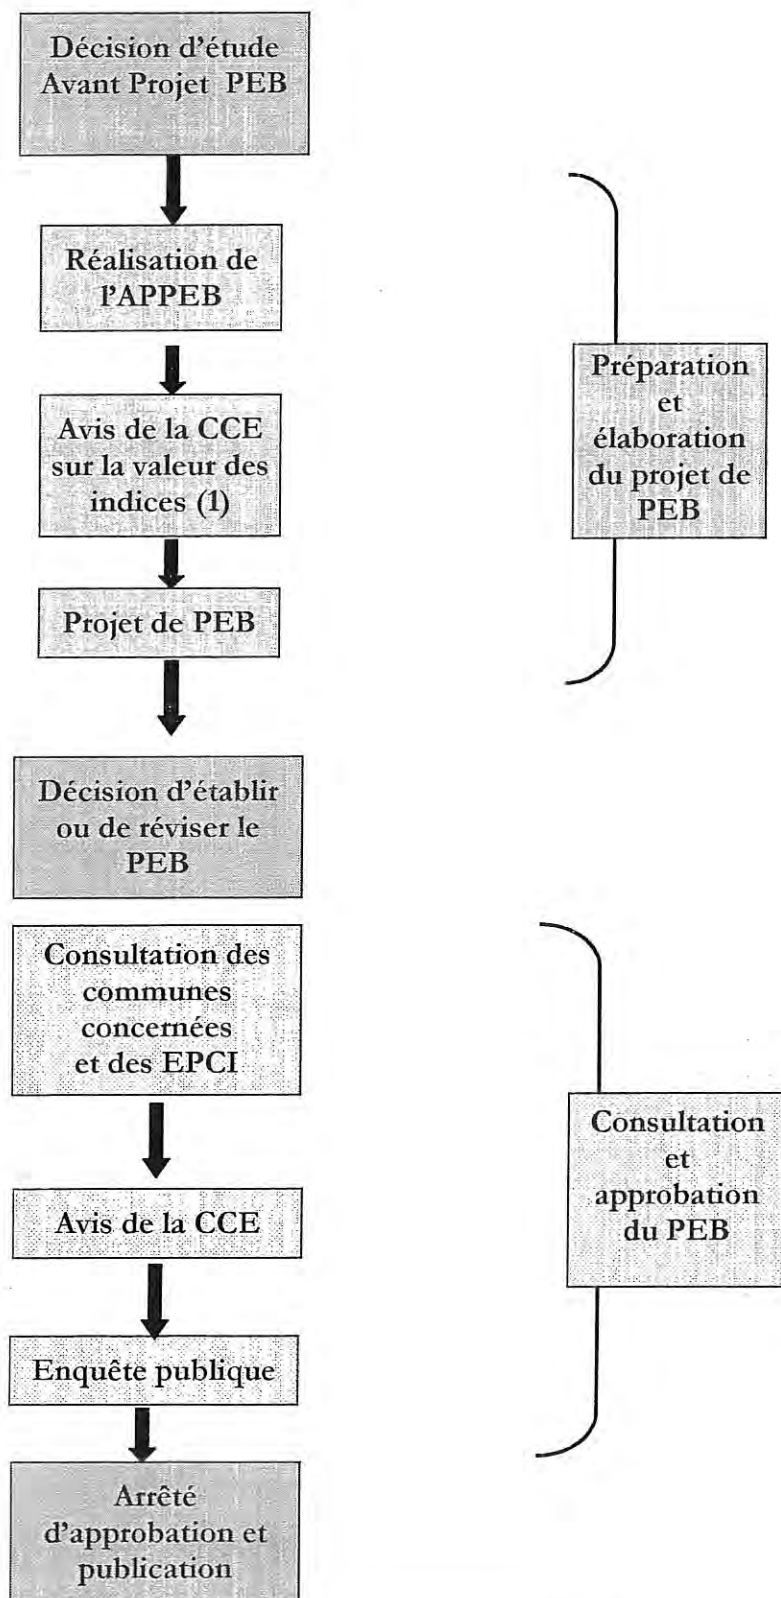 Décision d'étude
Avant Projet PEB
Réalisation de
l'APPEB
Avis de la CCE
sur la valeur des
indices (1)
Projet de PEB
Préparation
et
élaboration
du projet de
PEB
Décision d'établir
ou de réviser le
PEB
Consultation des
communes
concernées
et des EPCI
Avis de la CCE
Enquête publique
Consultation
et
approbation
du PEB
Arrêté
d'approbation et
publication